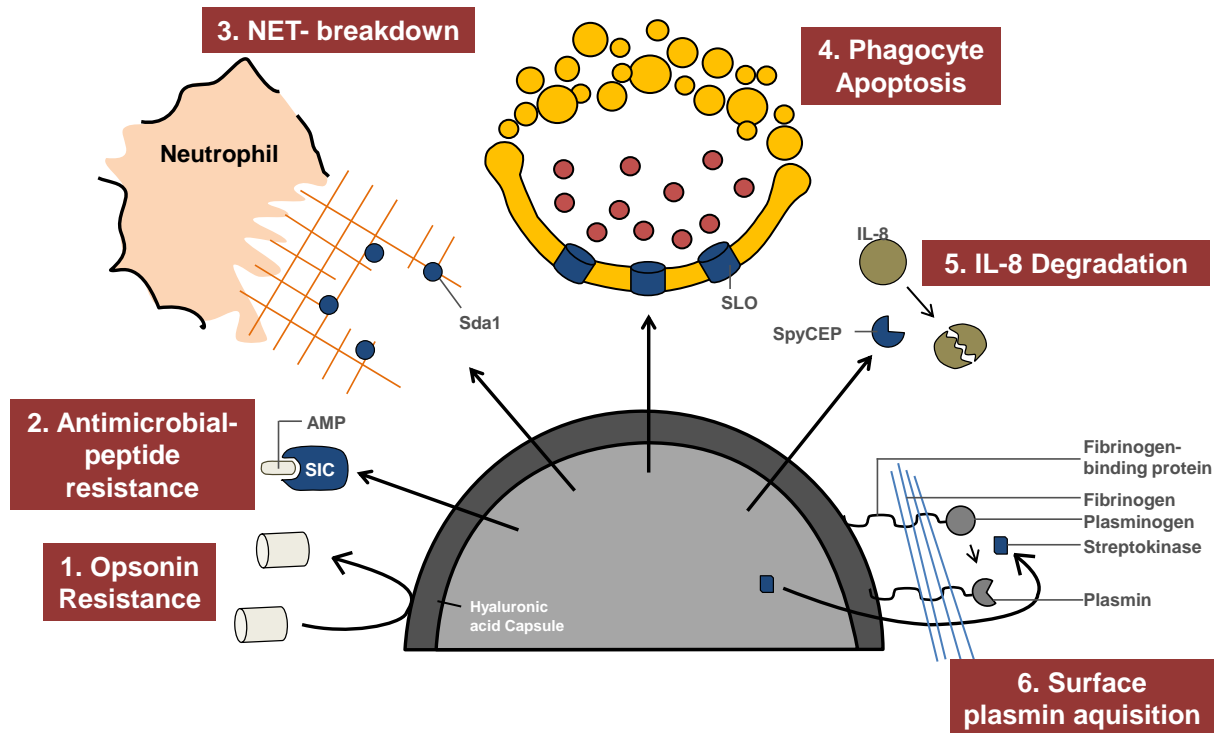 3. NET- breakdown
4. Phagocyte
Apoptosis
Neutrophil
IL-8
5. IL-8 Degradation
Sda1
SLO
SpyCEP
2. Antimicrobial-
peptide
resistance
AMP
SIC
Fibrinogen-
binding protein
Fibrinogen
Plasminogen
Streptokinase
Plasmin
1. Opsonin
Resistance
Hyaluronic
acid Capsule
6. Surface
plasmin aquisition